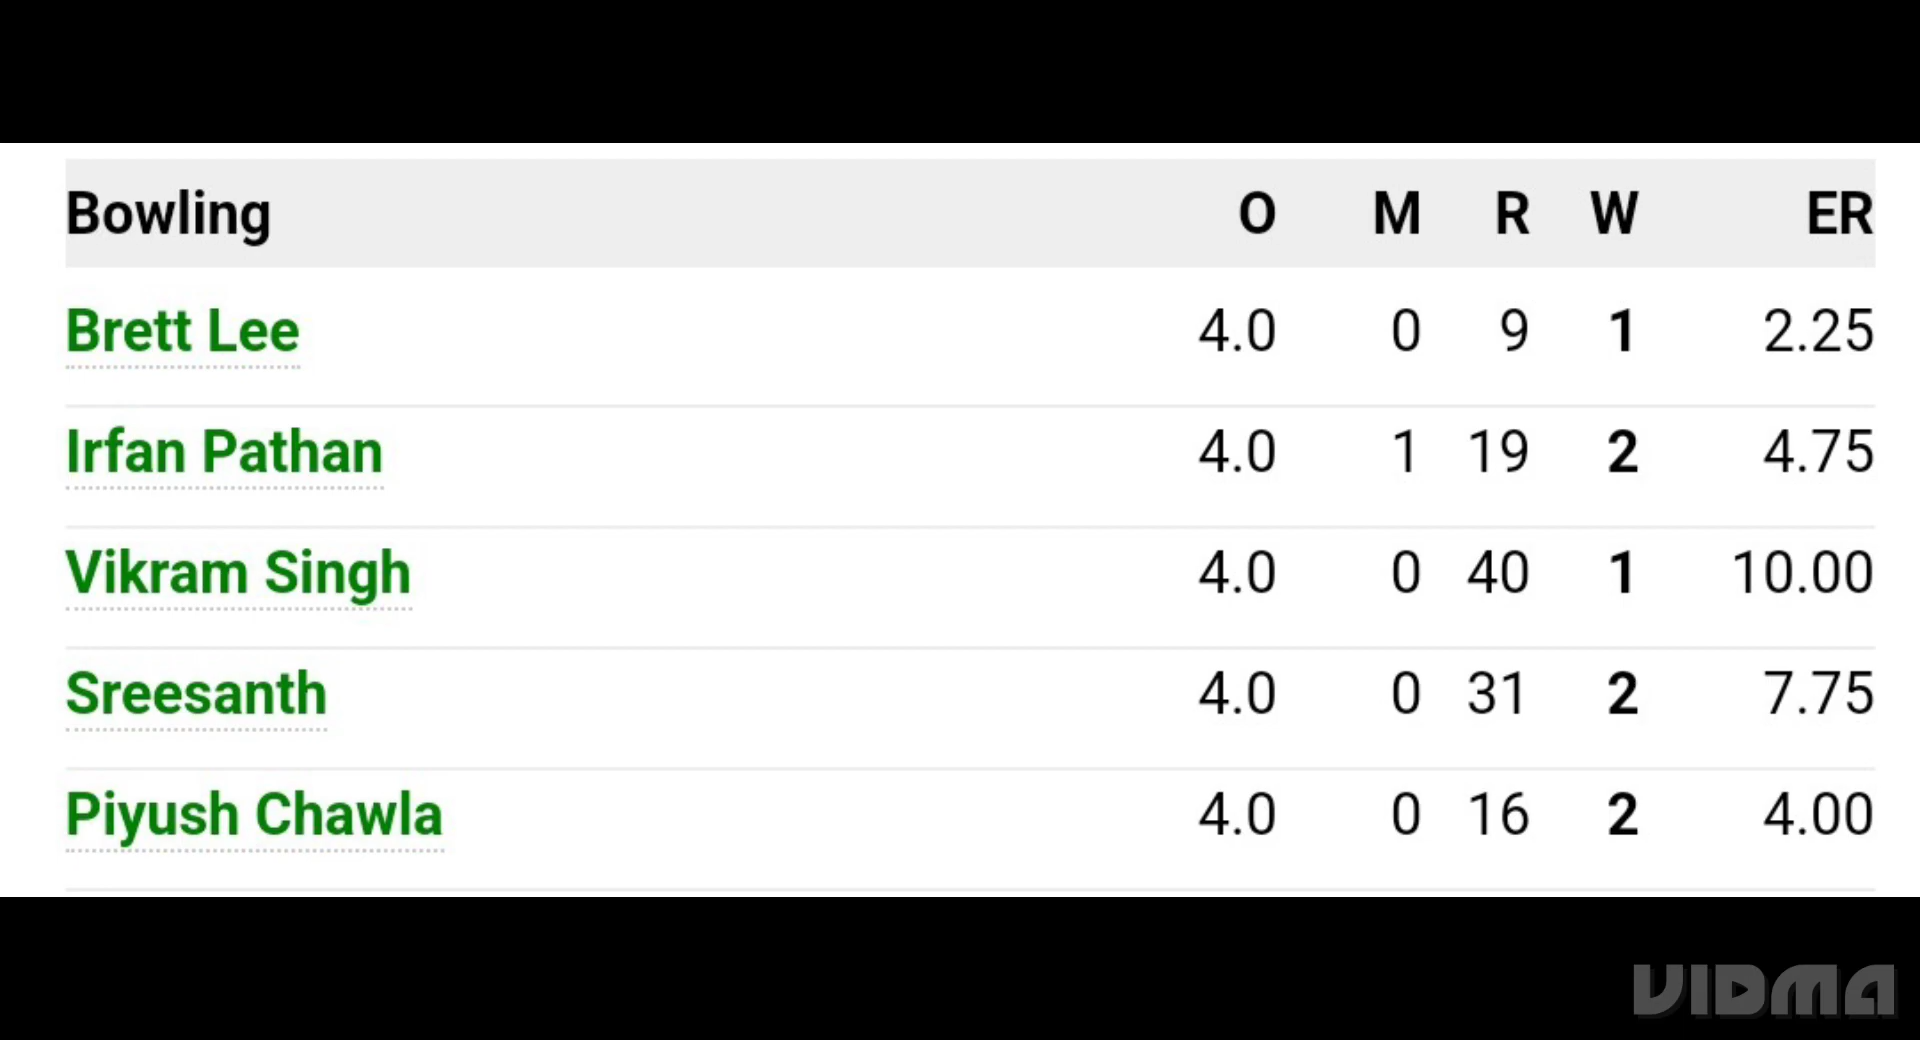 Bowling O M R W ER
Brett Lee 4.0 0 9 1 2.25
Irfan Pathan 4.0 1 19 2 4.75
Vikram Singh 4.0 0 40 1 10.00
Sreesanth 4.0 0 31 2 7.75
Piyush Chawla 4.0 0 16 2 4.00
VIDMA